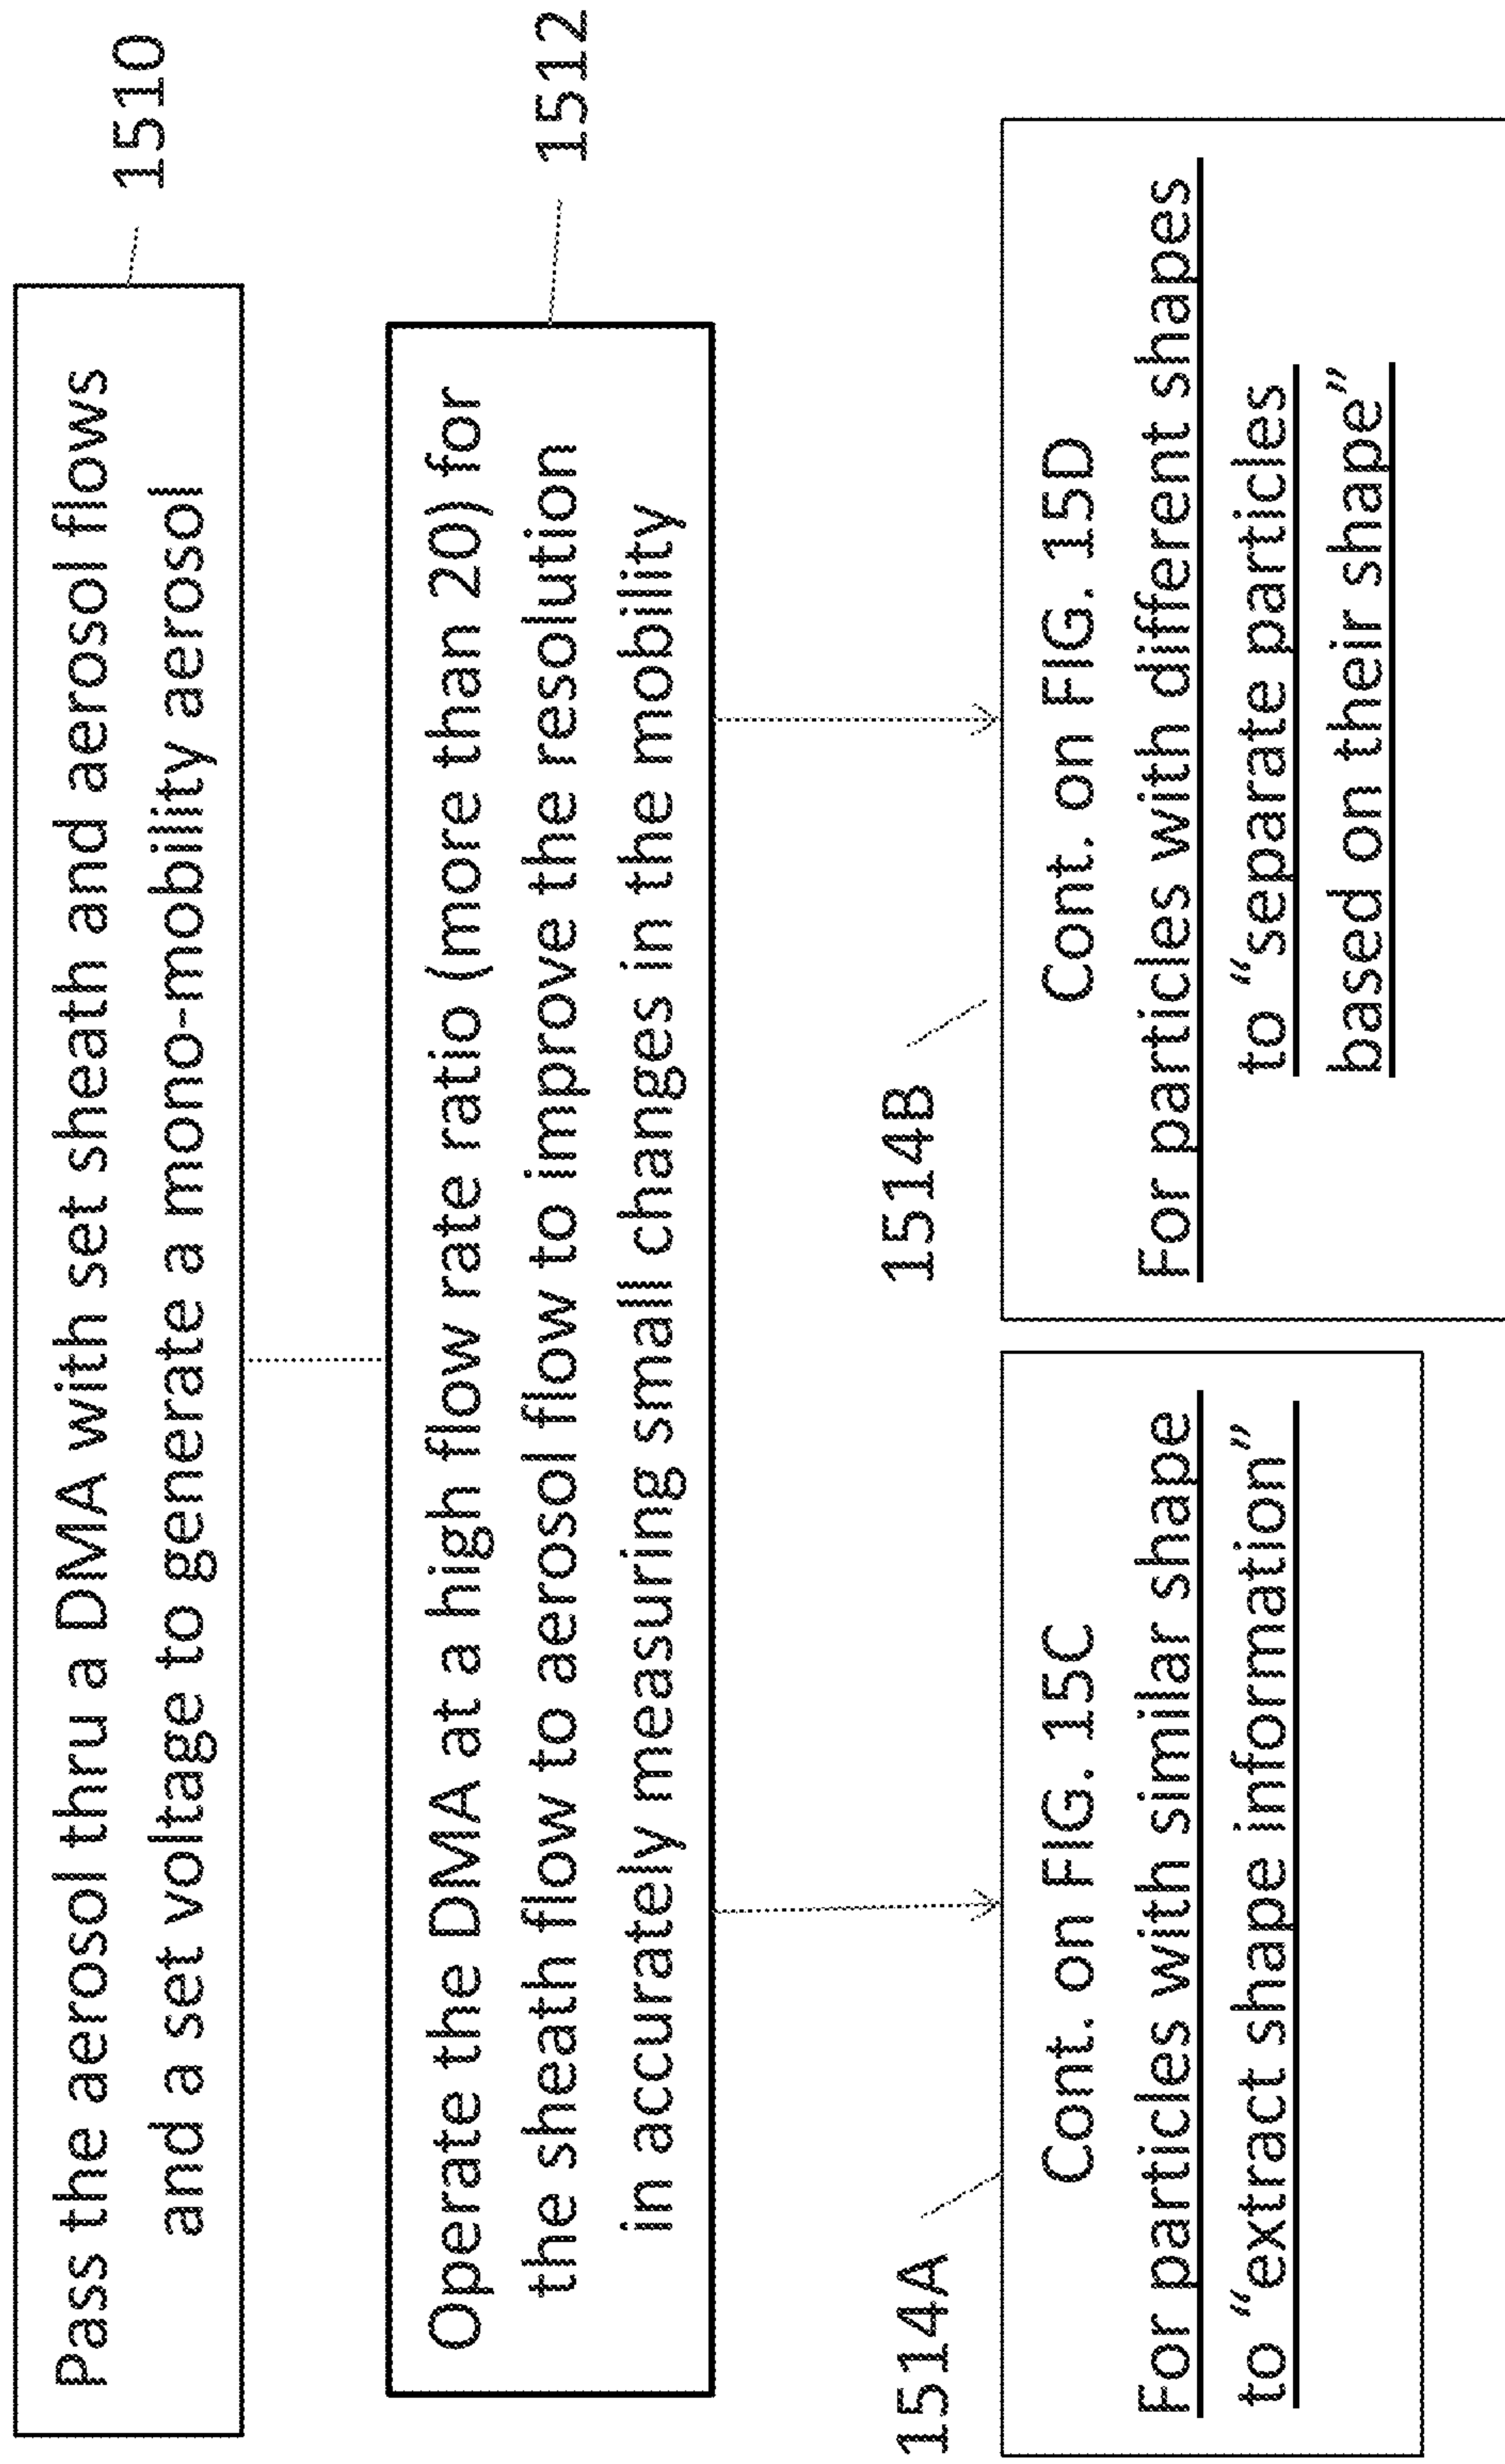 Pass the aerosol thru a DMA with set sheath and aerosol flows
and a set voltage to generate a mono-mobility aerosol
1510
Operate the DMA at a high flow rate ratio (more than 20) for
the sheath flow to aerosol flow to improve the resolution
in accurately measuring small changes in the mobility
1512
1514A
Cont. on FIG. 15C
For particles with similar shape
to “extract shape information”
1514B
Cont. on FIG. 15D
For particles with different shapes
to “separate particles
based on their shape”